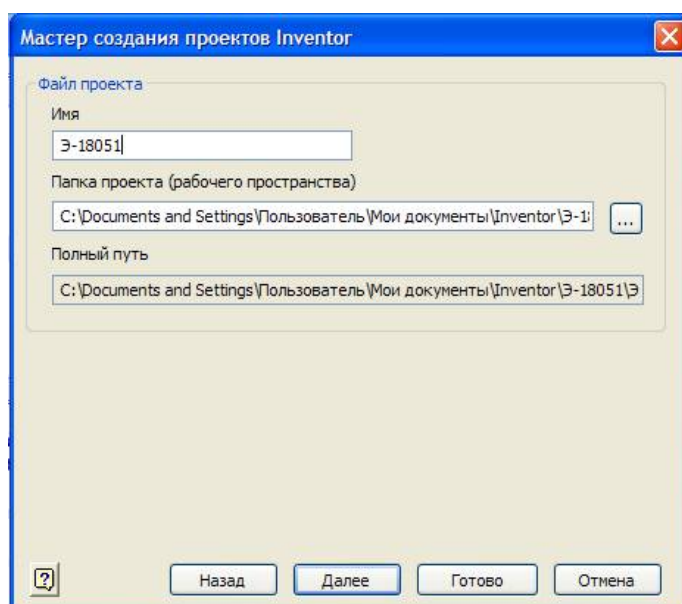 Мастер создания проектов Inventor
Файл проекта
Имя
Э-18051
Папка проекта (рабочего пространства)
C:\Documents and Settings\Пользователь\Мои документы\Inventor\Э-1
...
Полный путь
C:\Documents and Settings\Пользователь\Мои документы\Inventor\Э-18051\Э
Назад Далее Готово Отмена